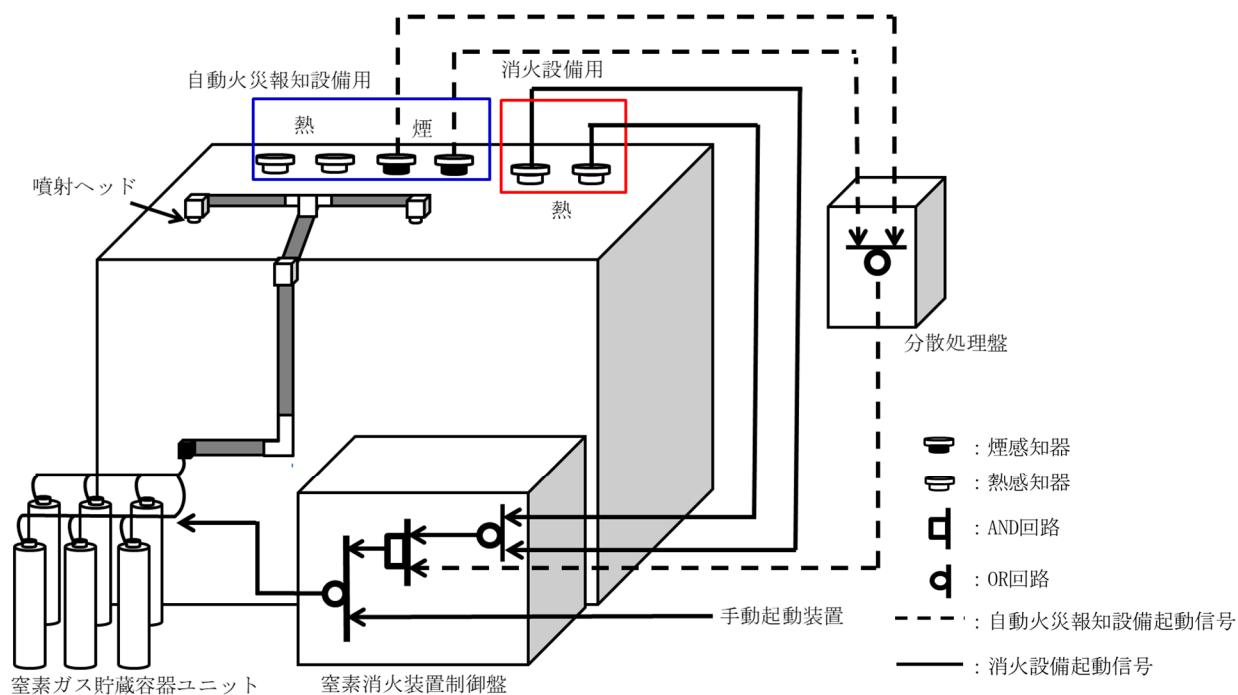 自動火災報知設備用
消火設備用
熱
煙
噴射ヘッド
熱
分散処理盤
：煙感知器
：熱感知器
：AND回路
：OR回路
手動起動装置
：自動火災報知設備起動信号
：消火設備起動信号
窒素ガス貯蔵容器ユニット
窒素消火装置制御盤